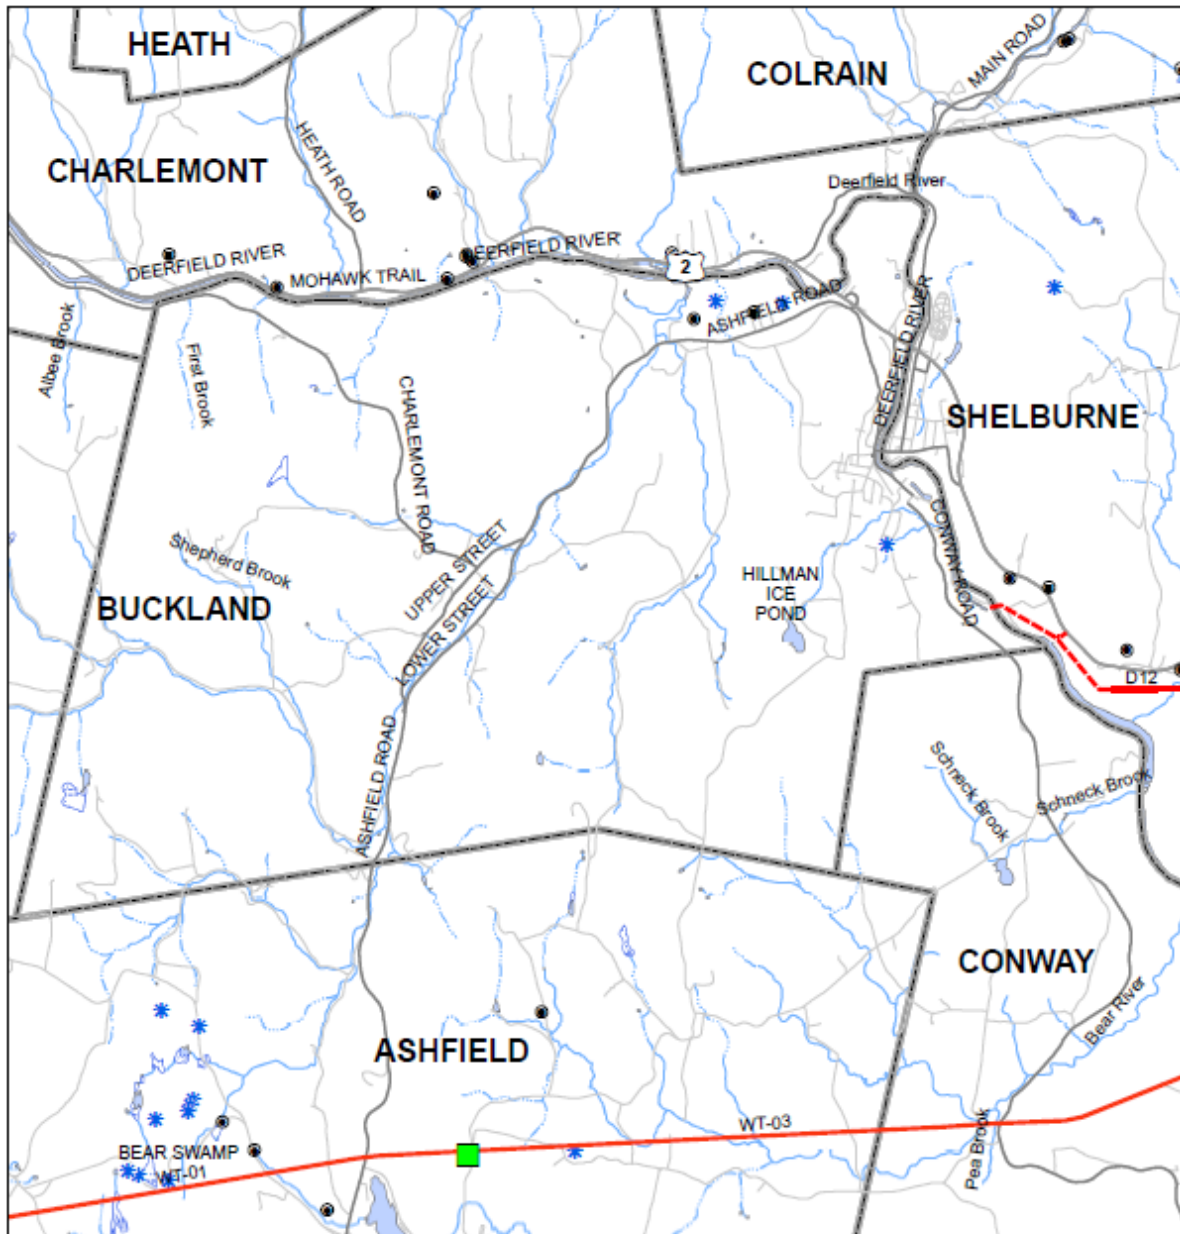 HEATH
COLRAIN
MAIN ROAD
CHARLEMONT
HEATH ROAD
Deerfield River
DEERFIELD RIVER
EERFIELD RIVER
MOHAWK TRAIL
2
ASHFIELD ROAD
DEERFIELD RIVER
Albee Brook
First Brook
CHARLEMONT ROAD
SHELBURNE
Shepherd Brook
UPPER STREET
LOWER STREET
HILLMAN
ICE
POND
CONWAY ROAD
BUCKLAND
D12
ASHFIELD ROAD
Schneck Brook
Schneck Brook
CONWAY
Bear River
ASHFIELD
WT-03
Pea Brook
BEAR SWAMP
WT-01